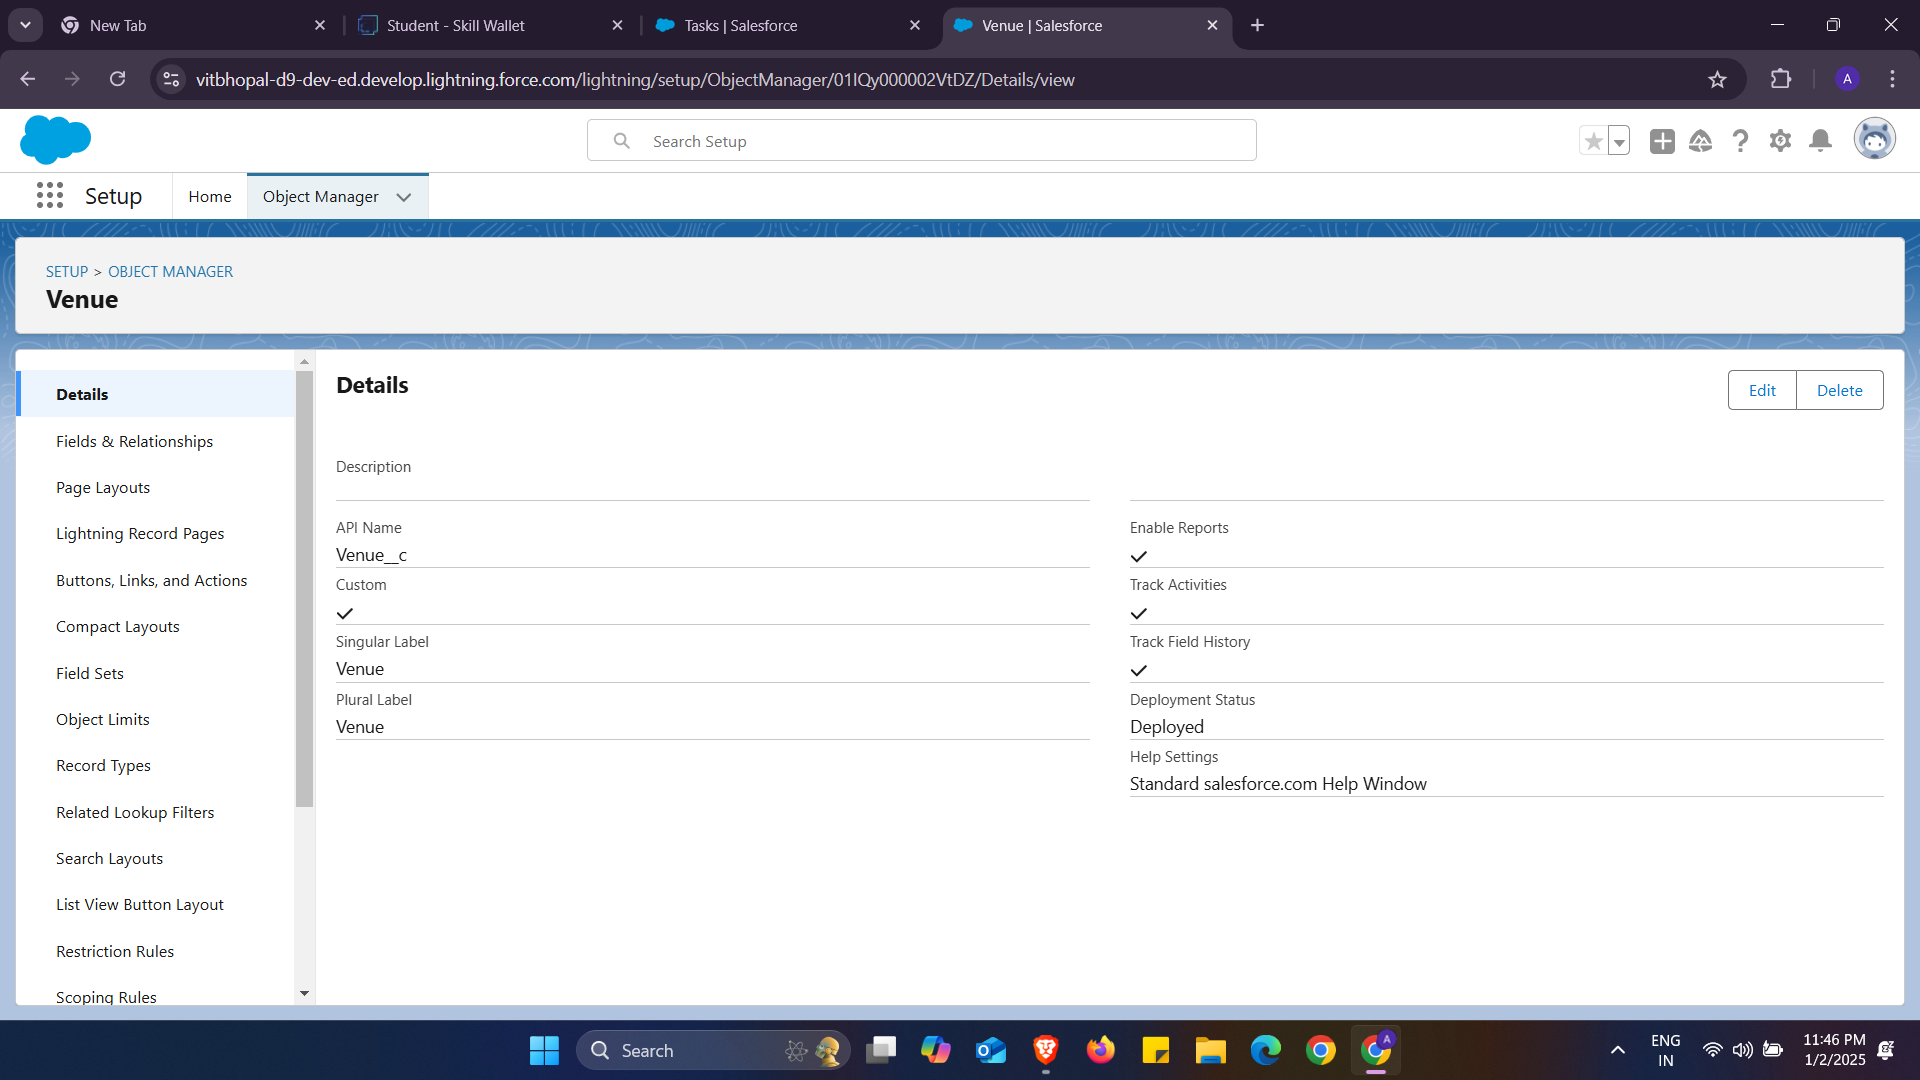 New Tab
Student - Skill Wallet
Tasks | Salesforce
Venue | Salesforce
vitbhopal-d9-dev-ed.develop.lightning.force.com/lightning/setup/ObjectManager/01IQy000002VtDZ/Details/view
A
Search Setup
Setup
Home
Object Manager
SETUP > OBJECT MANAGER
Venue
Details
Fields & Relationships
Page Layouts
Lightning Record Pages
Buttons, Links, and Actions
Compact Layouts
Field Sets
Object Limits
Record Types
Related Lookup Filters
Search Layouts
List View Button Layout
Restriction Rules
Scoping Rules
Details
Edit
Delete
Description
API Name
Venue__c
Custom
Singular Label
Venue
Plural Label
Venue
Enable Reports
Track Activities
Track Field History
Deployment Status
Deployed
Help Settings
Standard salesforce.com Help Window
Search
A
ENG
IN
11:46 PM
1/2/2025